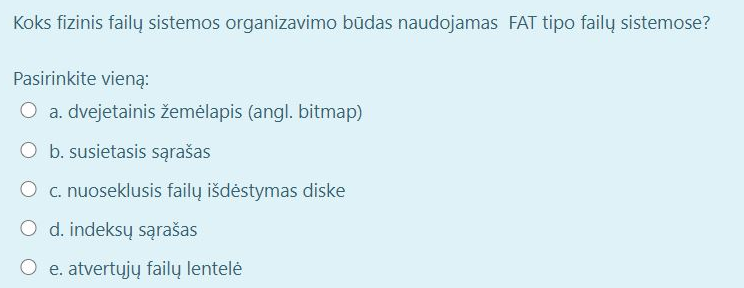 Koks fizinis failų sistemos organizavimo būdas naudojamas FAT tipo failų sistemose?
Pasirinkite vieną:
a. dvejetainis žemėlapis (angl. bitmap)
b. susietasis sąrašas
c. nuoseklusis failų išdėstymas diske
d. indeksų sąrašas
e. atvertųjų failų lentelė